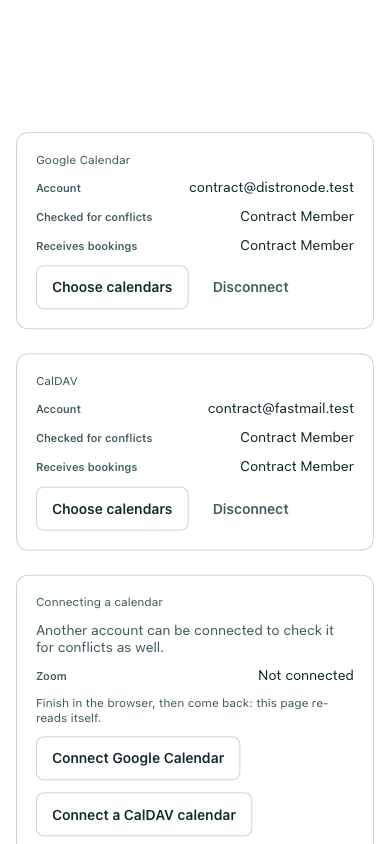 Google Calendar
Account contract@distronode.test
Checked for conflicts Contract Member
Receives bookings Contract Member
Choose calendars Disconnect
CalDAV
Account contract@fastmail.test
Checked for conflicts Contract Member
Receives bookings Contract Member
Choose calendars Disconnect
Connecting a calendar
Another account can be connected to check it
for conflicts as well.
Zoom Not connected
Finish in the browser, then come back: this page re-
reads itself.
Connect Google Calendar
Connect a CalDAV calendar